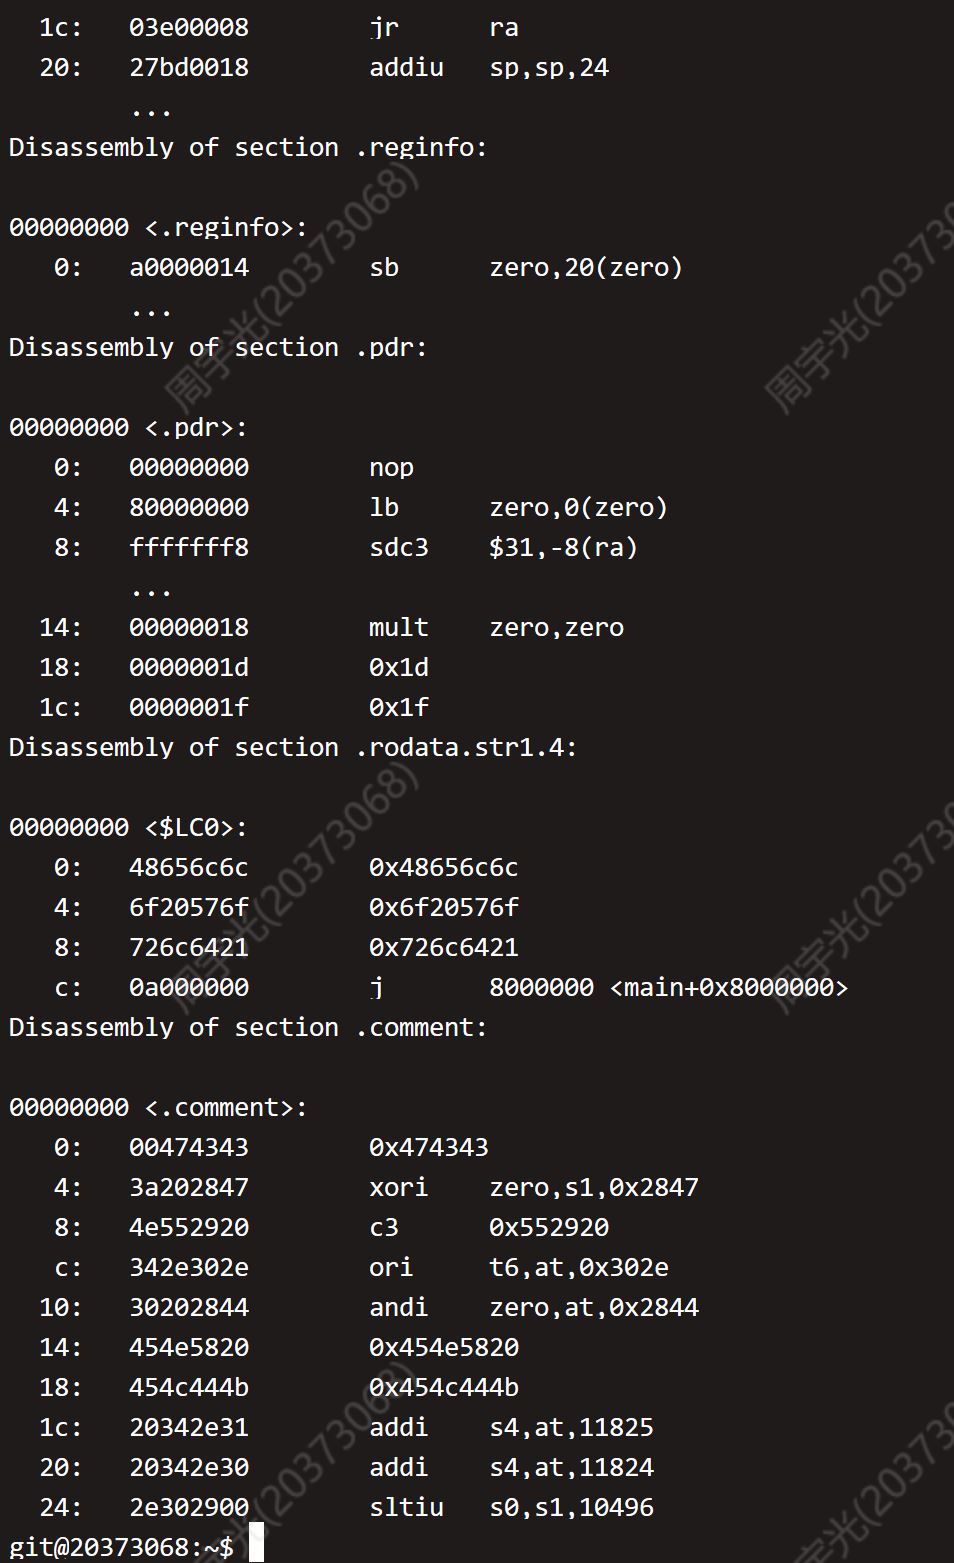 1c:   03e00008        jr      ra
20:   27bd0018        addiu   sp,sp,24
...
Disassembly of section .reginfo:
00000000 <.reginfo>:
0:   a0000014        sb      zero,20(zero)
...
Disassembly of section .pdr:
00000000 <.pdr>:
0:   00000000        nop
4:   80000000        lb      zero,0(zero)
8:   fffffff8        sdc3    $31,-8(ra)
...
14:   00000018        mult    zero,zero
18:   0000001d        0x1d
1c:   0000001f        0x1f
Disassembly of section .rodata.str1.4:
00000000 <$LC0>:
0:   48656c6c        0x48656c6c
4:   6f20576f        0x6f20576f
8:   726c6421        0x726c6421
c:   0a000000        j       8000000 <main+0x8000000>
Disassembly of section .comment:
00000000 <.comment>:
0:   00474343        0x474343
4:   3a202847        xori    zero,s1,0x2847
8:   4e552920        c3      0x552920
c:   342e302e        ori     t6,at,0x302e
10:   30202844        andi    zero,at,0x2844
14:   454e5820        0x454e5820
18:   454c444b        0x454c444b
1c:   20342e31        addi    s4,at,11825
20:   20342e30        addi    s4,at,11824
24:   2e302900        sltiu   s0,s1,10496
git@20373068:~$
周宇光(20373068)
周宇光(2037306
周宇光(20373068)
周宇光(2037306
周宇光(20373068)